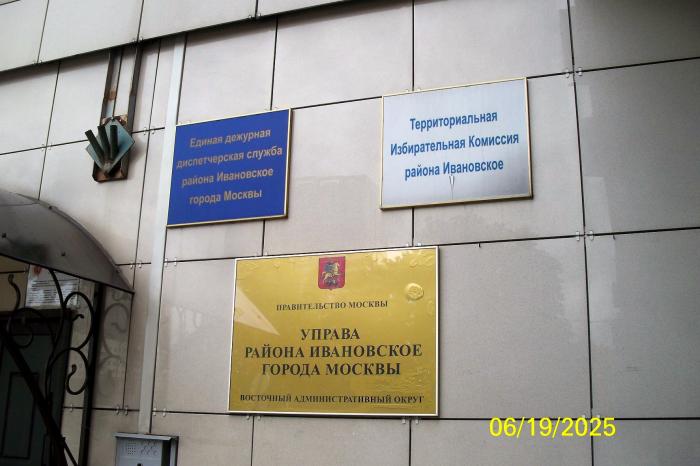 Единая дежурная
диспетчерская служба
района Ивановское
города Москвы
Территориальная
Избирательная Комиссия
района Ивановское
ПРАВИТЕЛЬСТВО МОСКВЫ
УПРАВА
РАЙОНА ИВАНОВСКОЕ
ГОРОДА МОСКВЫ
ВОСТОЧНЫЙ АДМИНИСТРАТИВНЫЙ ОКРУГ
06/19/2025